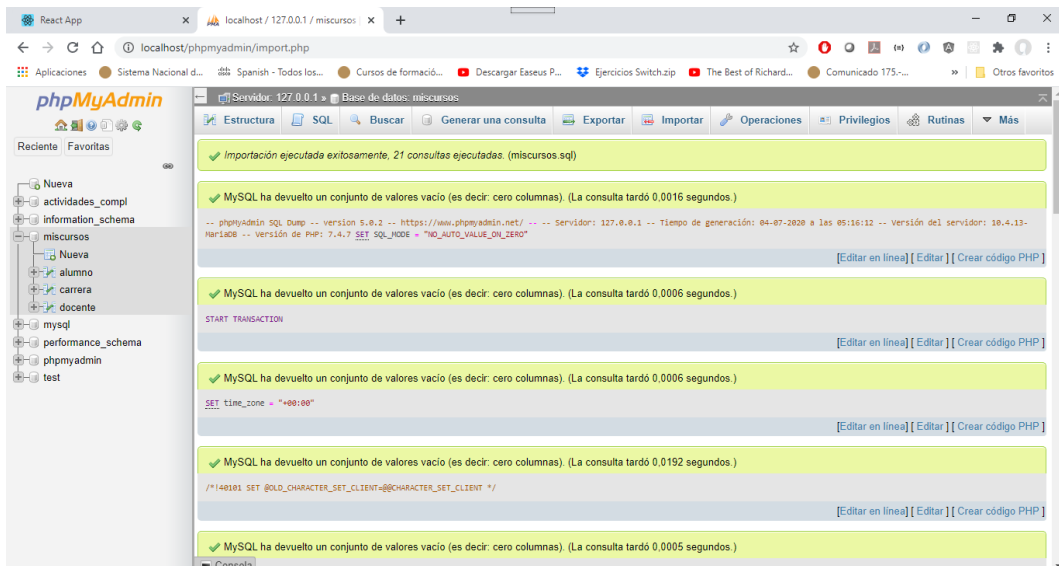 React App
localhost / 127.0.0.1 / miscursos
localhost/phpmyadmin/import.php
Aplicaciones Sistema Nacional d... Spanish - Todos los... Cursos de formació... Descargar Easeus P... Ejercicios Switch.zip The Best of Richard... Comunicado 175.-... » Otros favoritos
phpMyAdmin
Reciente Favoritas
Nueva
actividades_compl
information_schema
miscursos
Nueva
alumno
carrera
docente
mysql
performance_schema
phpmyadmin
test
Servidor: 127.0.0.1 » Base de datos: miscursos
Estructura SQL Buscar Generar una consulta Exportar Importar Operaciones Privilegios Rutinas Más
Importación ejecutada exitosamente, 21 consultas ejecutadas. (miscursos.sql)
MySQL ha devuelto un conjunto de valores vacío (es decir: cero columnas). (La consulta tardó 0,0016 segundos.)
-- phpMyAdmin SQL Dump -- version 5.0.2 -- https://www.phpmyadmin.net/ -- -- Servidor: 127.0.0.1 -- Tiempo de generación: 04-07-2020 a las 05:16:12 -- Versión del servidor: 10.4.13-
MariaDB -- Versión de PHP: 7.4.7 SET SQL_MODE = "NO_AUTO_VALUE_ON_ZERO"
[Editar en línea] [ Editar ] [ Crear código PHP ]
MySQL ha devuelto un conjunto de valores vacío (es decir: cero columnas). (La consulta tardó 0,0006 segundos.)
START TRANSACTION
[Editar en línea] [ Editar ] [ Crear código PHP ]
MySQL ha devuelto un conjunto de valores vacío (es decir: cero columnas). (La consulta tardó 0,0006 segundos.)
SET time_zone = "+00:00"
[Editar en línea] [ Editar ] [ Crear código PHP ]
MySQL ha devuelto un conjunto de valores vacío (es decir: cero columnas). (La consulta tardó 0,0192 segundos.)
/*!40101 SET @OLD_CHARACTER_SET_CLIENT=@@CHARACTER_SET_CLIENT */
[Editar en línea] [ Editar ] [ Crear código PHP ]
MySQL ha devuelto un conjunto de valores vacío (es decir: cero columnas). (La consulta tardó 0,0005 segundos.)
Consola